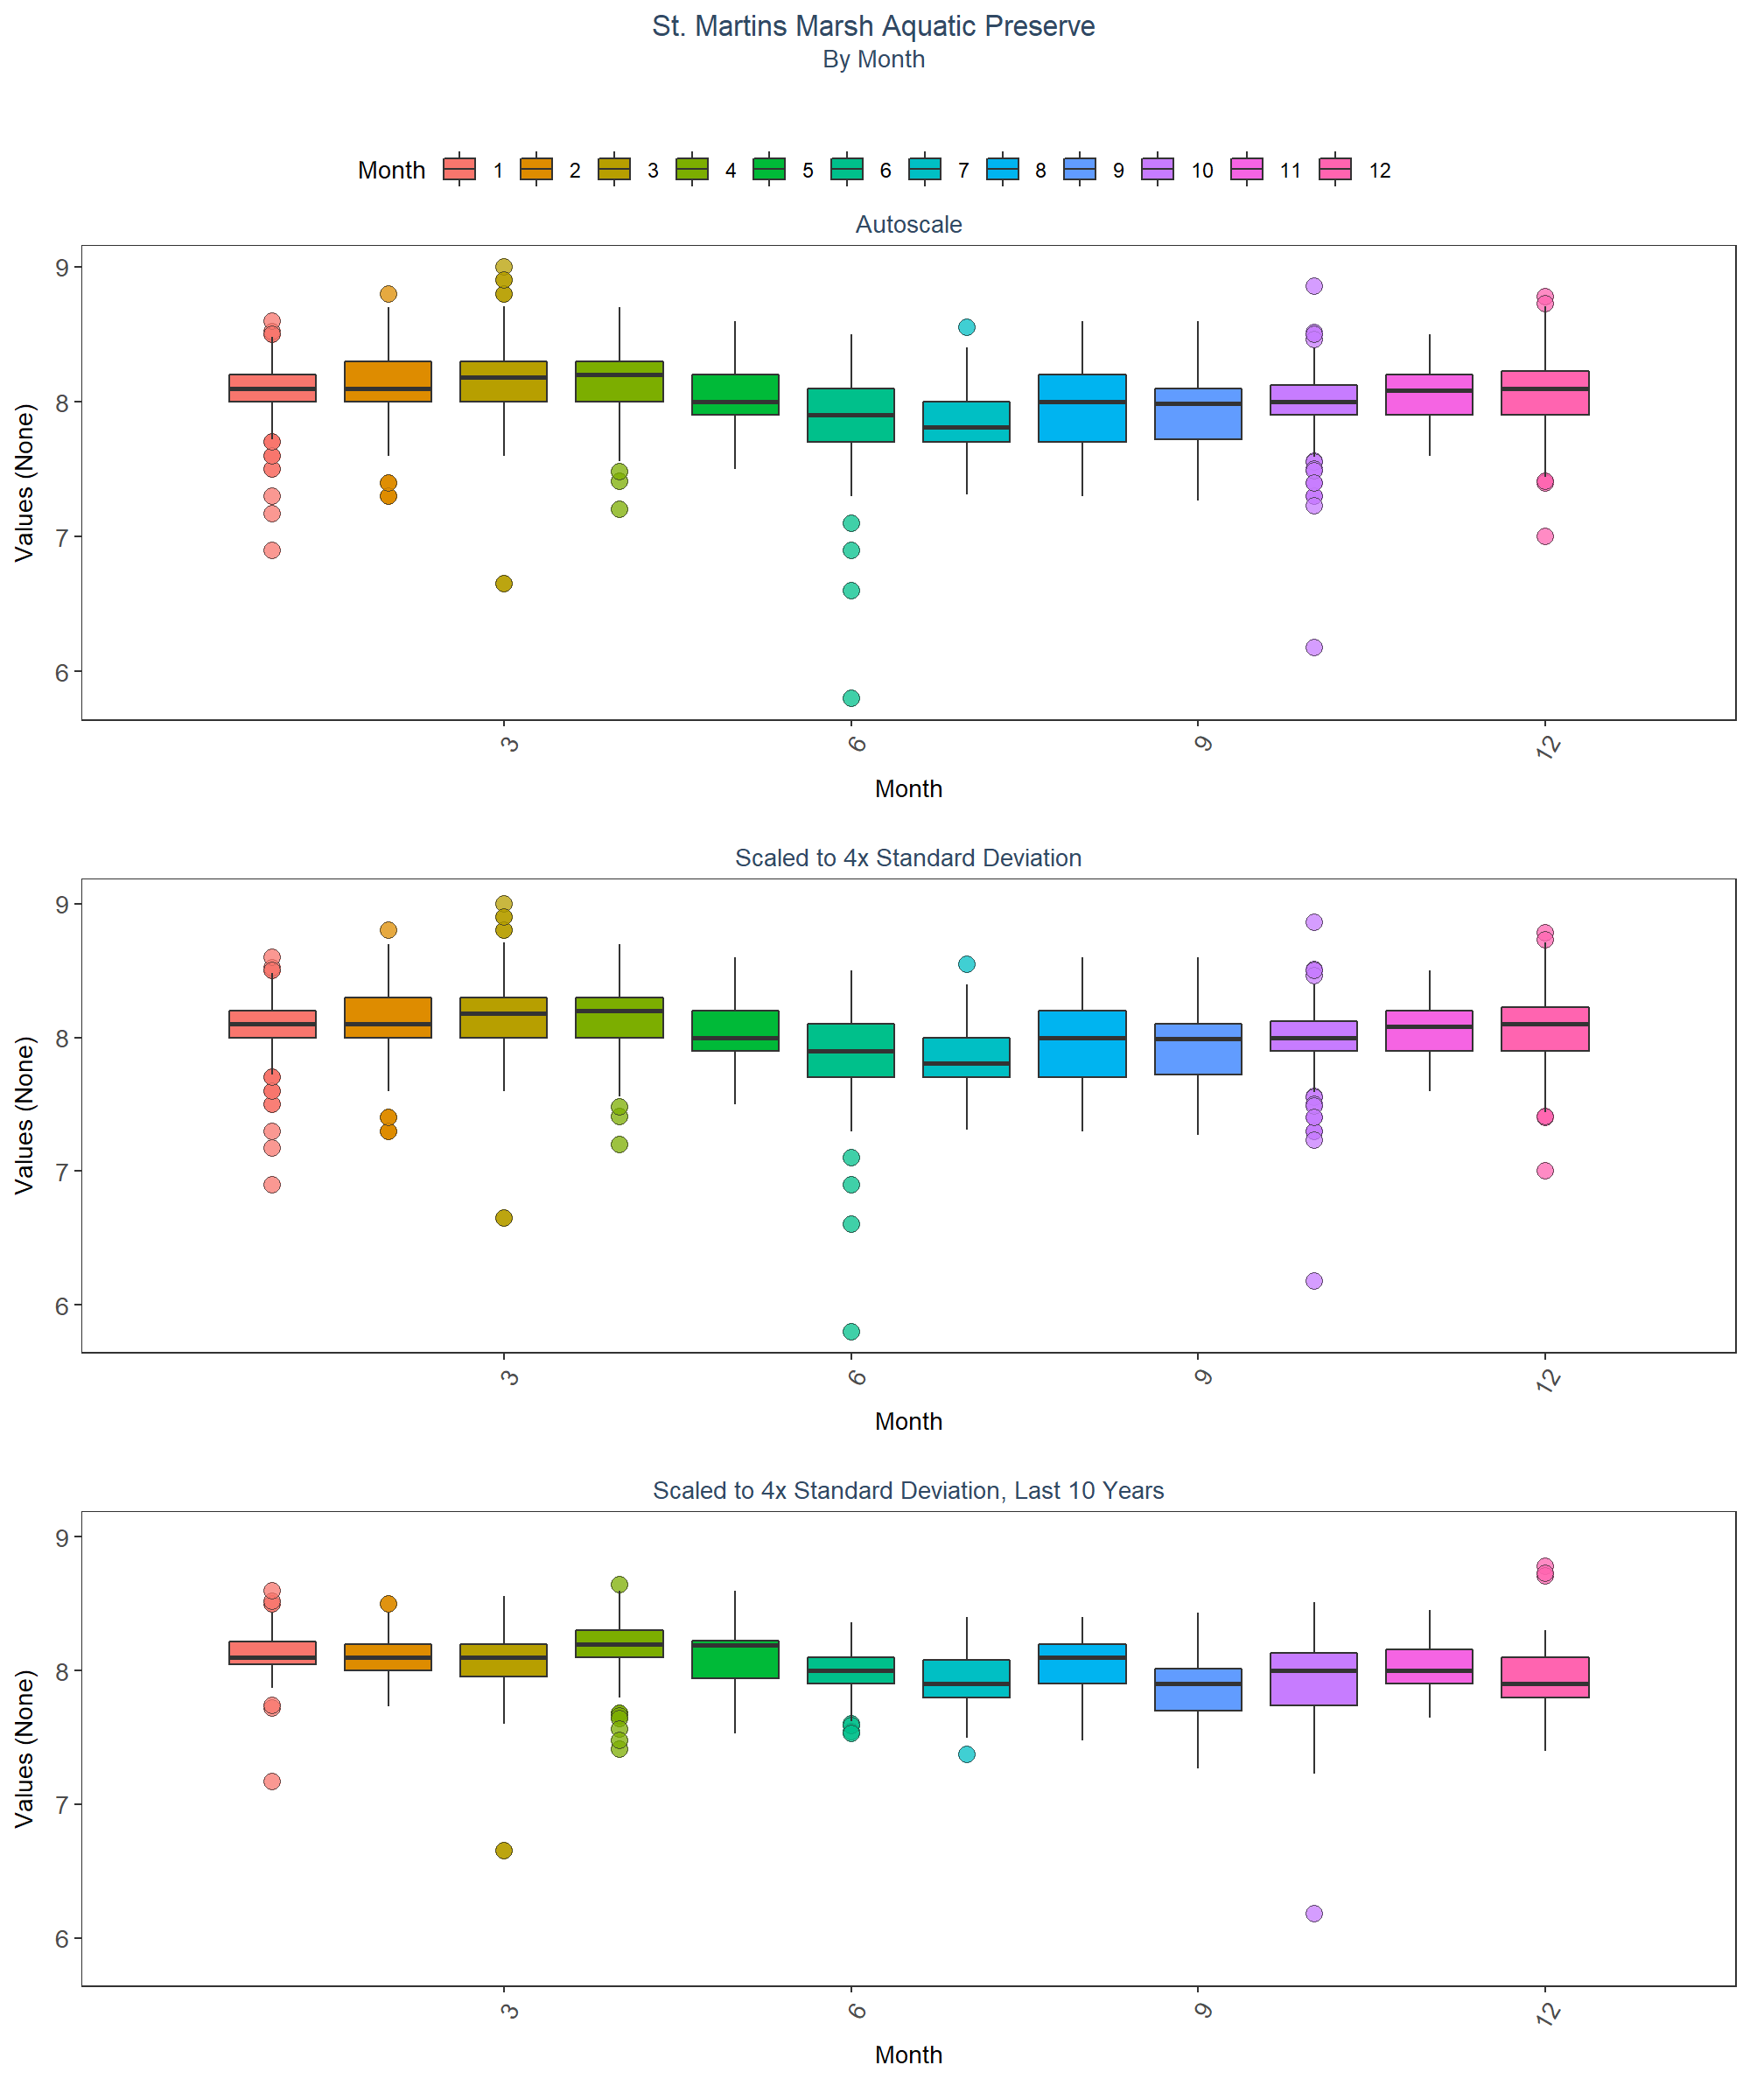 St. Martins Marsh Aquatic Preserve
By Month
Month 1 2 3 4 5 6 7 8 9 10 11 12
Autoscale
Values (None)
9
8
7
6
3 6 9 12
Month
Scaled to 4x Standard Deviation
Values (None)
9
8
7
6
3 6 9 12
Month
Scaled to 4x Standard Deviation, Last 10 Years
Values (None)
9
8
7
6
3 6 9 12
Month